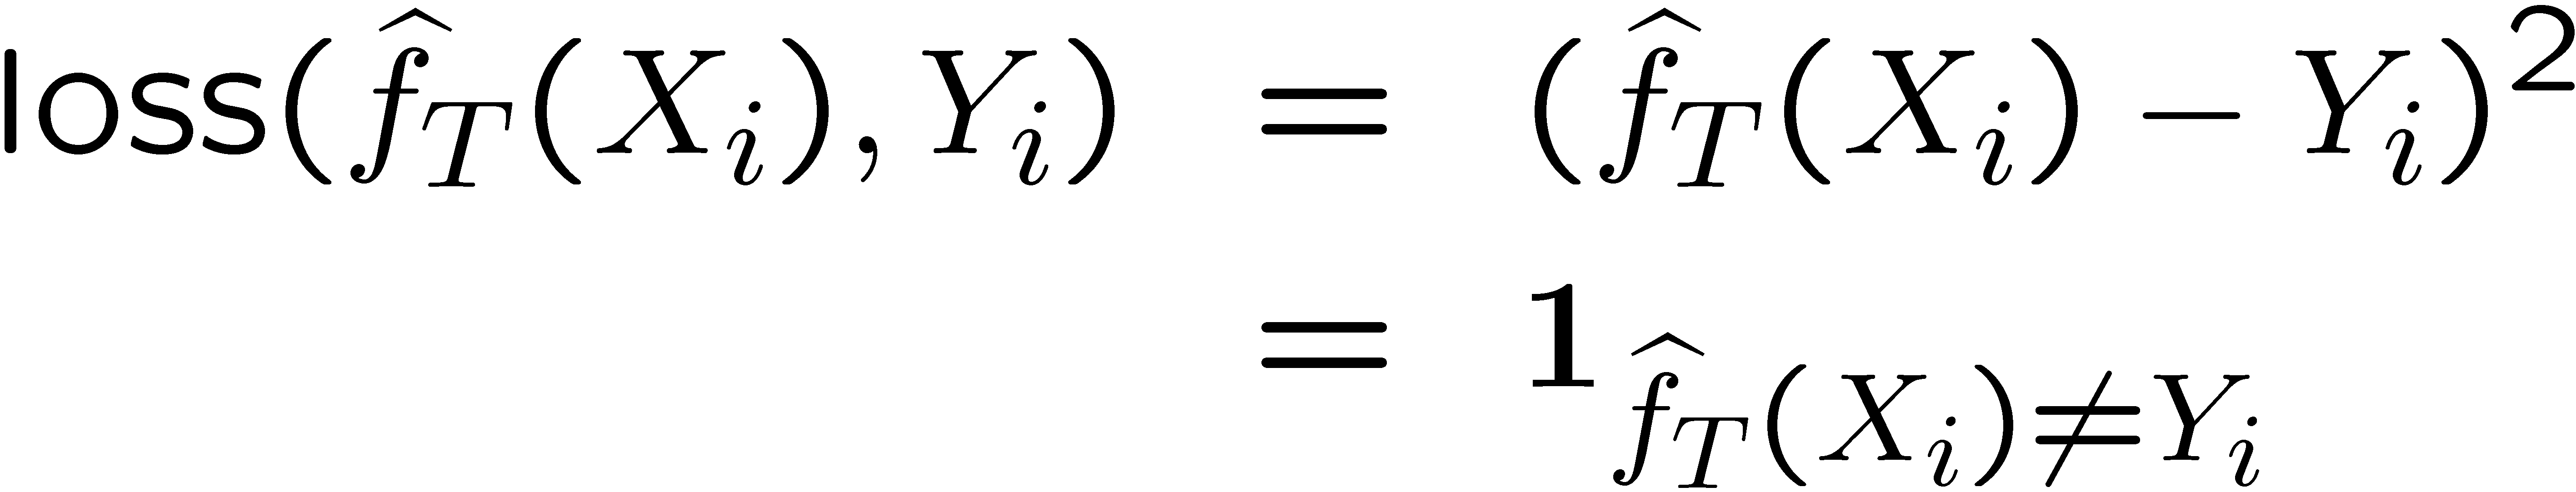 loss(f̂_T(X_i), Y_i) = (f̂_T(X_i) − Y_i)²
= 𝟏_{f̂_T(X_i)≠Y_i}